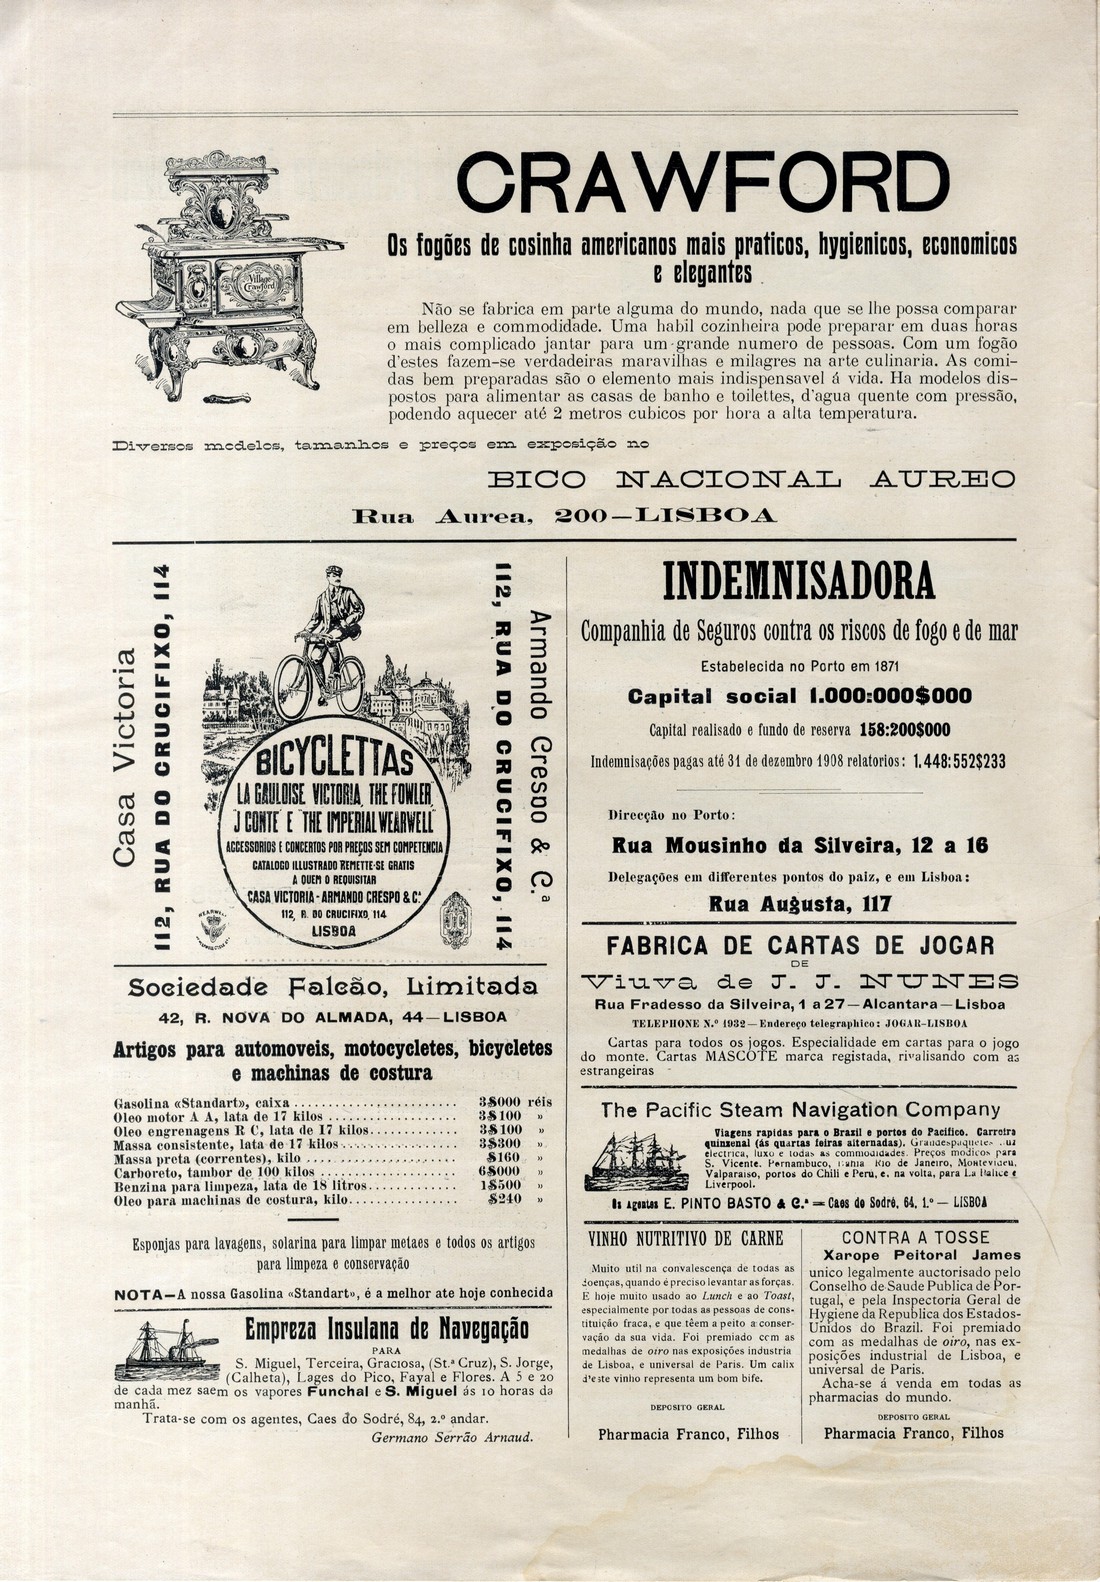 CRAWFORD
Os fogões de cosinha americanos mais praticos, hygienicos, economicos
e elegantes
Village
Crawford
Não se fabrica em parte alguma do mundo, nada que se lhe possa comparar
em belleza e commodidade. Uma habil cozinheira pode preparar em duas horas
o mais complicado jantar para um grande numero de pessoas. Com um fogão
d'estes fazem-se verdadeiras maravilhas e milagres na arte culinaria. As comi-
das bem preparadas são o elemento mais indispensavel á vida. Ha modelos dis-
postos para alimentar as casas de banho e toilettes, d'agua quente com pressão,
podendo aquecer até 2 metros cubicos por hora a alta temperatura.
Diversos modelos, tamanhos e preços em exposição no
BICO NACIONAL AUREO
Rua Aurea, 200—LISBOA
Casa Victoria
112, RUA DO CRUCIFIXO, 114
BICYCLETTAS
LA GAULOISE, VICTORIA, THE FOWLER,
"J CONTE" E "THE IMPERIAL WEARWELL"
ACCESSORIOS E CONCERTOS POR PREÇOS SEM COMPETENCIA
CATALOGO ILLUSTRADO REMETTE-SE GRATIS
A QUEM O REQUISITAR
CASA VICTORIA - ARMANDO CRESPO & C.ª
112, R. DO CRUCIFIXO, 114
LISBOA
112, RUA DO CRUCIFIXO, 114
Armando Crespo & C.ª
Sociedade Falcão, Limitada
42, R. NOVA DO ALMADA, 44—LISBOA
Artigos para automoveis, motocycletes, bicycletes
e machinas de costura
Gasolina «Standart», caixa ........................ 3$000 réis
Oleo motor A A, lata de 17 kilos .................... 3$100 »
Oleo engrenagens R C, lata de 17 kilos............. 3$100 »
Massa consistente, lata de 17 kilos.................. 3$300 »
Massa preta (correntes), kilo ....................... $160 »
Carboreto, tambor de 100 kilos ..................... 6$000 »
Benzina para limpeza, lata de 18 litros............. 1$500 »
Oleo para machinas de costura, kilo................ $240 »
Esponjas para lavagens, solarina para limpar metaes e todos os artigos
para limpeza e conservação
NOTA—A nossa Gasolina «Standart», é a melhor ate hoje conhecida
Empreza Insulana de Navegação
PARA
S. Miguel, Terceira, Graciosa, (St.ª Cruz), S. Jorge,
(Calheta), Lages do Pico, Fayal e Flores. A 5 e 20
de cada mez saem os vapores Funchal e S. Miguel ás 10 horas da
manhã.
Trata-se com os agentes, Caes do Sodré, 84, 2.º andar.
Germano Serrão Arnaud.
INDEMNISADORA
Companhia de Seguros contra os riscos de fogo e de mar
Estabelecida no Porto em 1871
Capital social 1.000:000$000
Capital realisado e fundo de reserva 158:200$000
Indemnisações pagas até 31 de dezembro 1908 relatorios: 1.448:552$233
Direcção no Porto:
Rua Mousinho da Silveira, 12 a 16
Delegações em differentes pontos do paiz, e em Lisboa:
Rua Augusta, 117
FABRICA DE CARTAS DE JOGAR
DE
Viuva de J. J. NUNES
Rua Fradesso da Silveira, 1 a 27—Alcantara—Lisboa
TELEPHONE N.º 1932—Endereço telegraphico: JOGAR-LISBOA
Cartas para todos os jogos. Especialidade em cartas para o jogo
do monte. Cartas MASCOTE marca registada, rivalisando com as
estrangeiras
The Pacific Steam Navigation Company
Viagens rapidas para o Brazil e portos do Pacifico. Carreira
quinzenal (ás quartas feiras alternadas). Grandes paquetes luz
electrica, luxo e todas as commodidades. Preços modicos para
S. Vicente, Pernambuco, Bahia Rio de Janeiro, Montevideu,
Valparaiso, portos do Chili e Peru, e, na volta, para La Palice e
Liverpool.
Os Agentes E. PINTO BASTO & C.ª = Caes do Sodré, 64, 1.º — LISBOA
VINHO NUTRITIVO DE CARNE
Muito util na convalescença de todas as
doenças, quando é preciso levantar as forças.
E hoje muito usado ao Lunch e ao Toast,
especialmente por todas as pessoas de cons-
tituição fraca, e que têem a peito a conser-
vação da sua vida. Foi premiado com as
medalhas de oiro nas exposições industria
de Lisboa, e universal de Paris. Um calix
d'este vinho representa um bom bife.
DEPOSITO GERAL
Pharmacia Franco, Filhos
CONTRA A TOSSE
Xarope Peitoral James
unico legalmente auctorisado pelo
Conselho de Saude Publica de Por-
tugal, e pela Inspectoria Geral de
Hygiene da Republica dos Estados-
Unidos do Brazil. Foi premiado
com as medalhas de oiro, nas ex-
posições industrial de Lisboa, e
universal de Paris.
Acha-se á venda em todas as
pharmacias do mundo.
DEPOSITO GERAL
Pharmacia Franco, Filhos